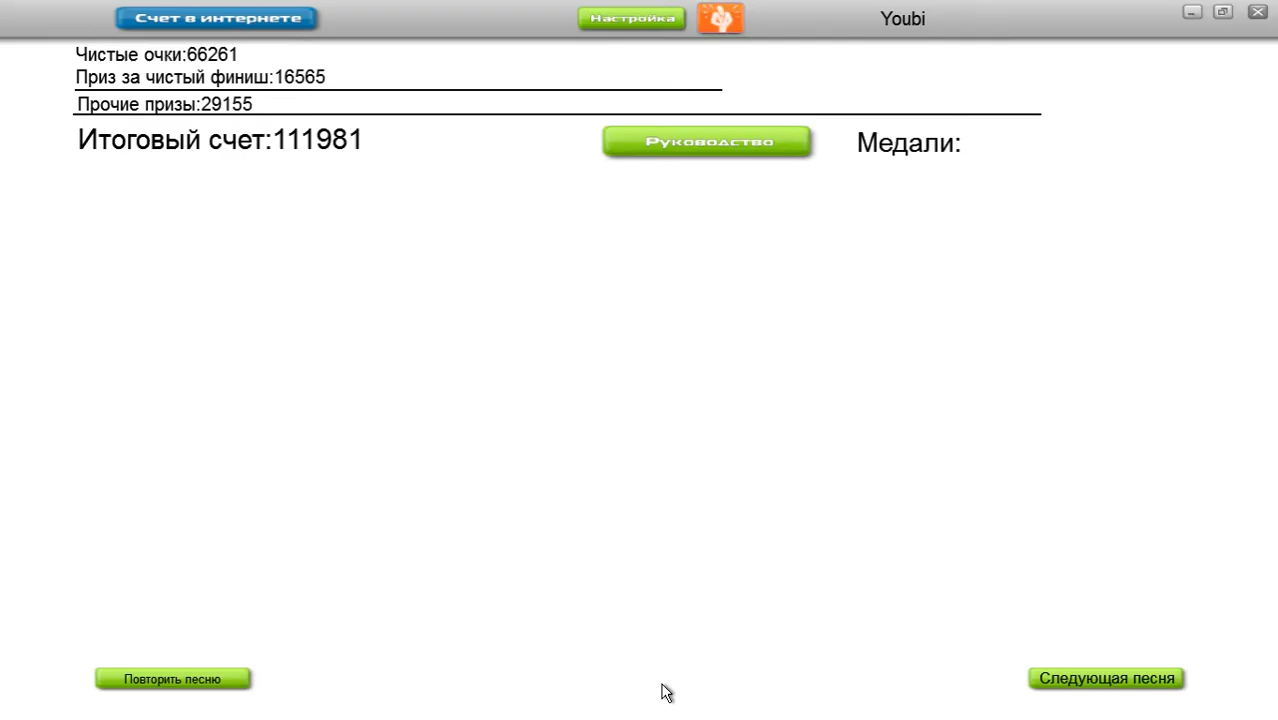 Счет в интернете
Настройка
Youbi
Чистые очки:66261
Приз за чистый финиш:16565
Прочие призы:29155
Итоговый счет:111981
Руководство
Медали:
Повторить песню
Следующая песня